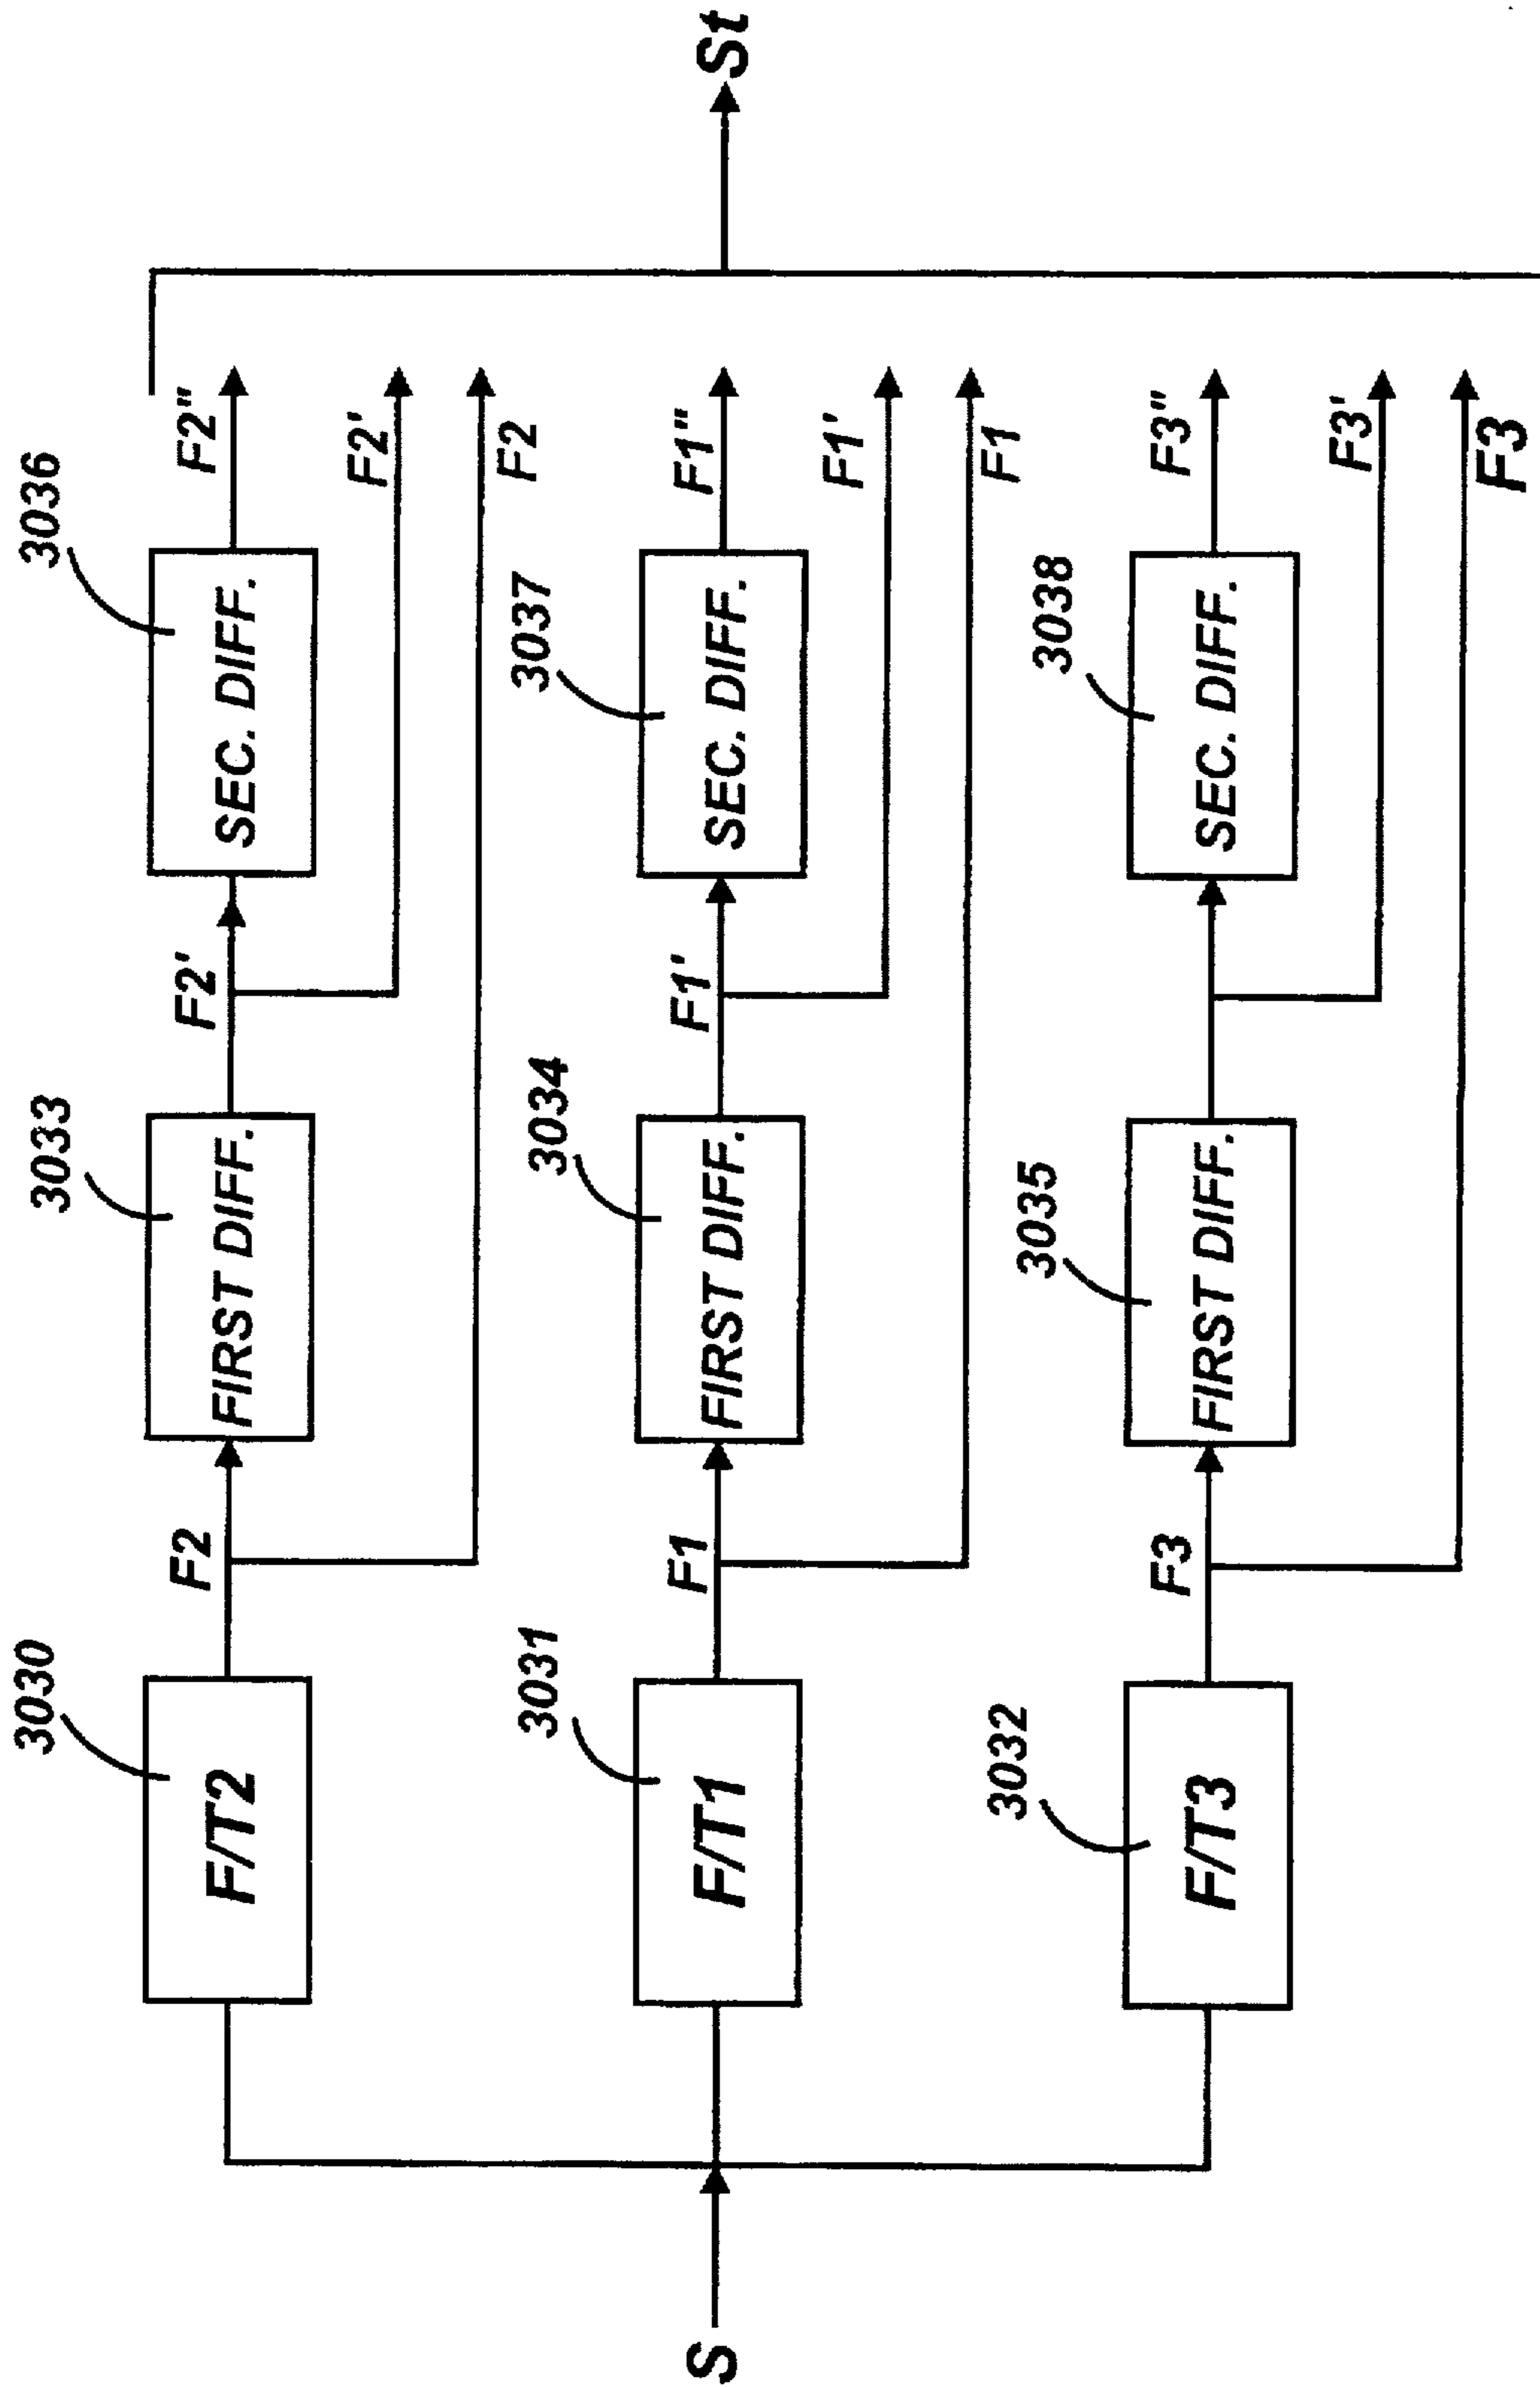 S
3030
F/T2
F2
3033
FIRST DIFF.
F2'
3036
SEC. DIFF.
F2"
F2'
F2
3031
F/T1
F1
3034
FIRST DIFF.
F1'
3037
SEC. DIFF.
F1"
F1'
F1
3032
F/T3
F3
3035
FIRST DIFF.
3038
SEC. DIFF.
F3"
F3'
F3
St